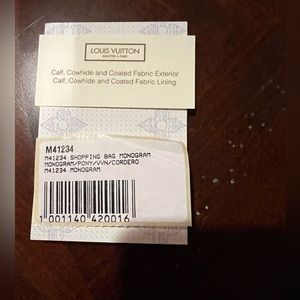 LOUIS VUITTON
MALLETIER À PARIS
Calf, Cowhide and Coated Fabric Exterior
Calf, Cowhide and Coated Fabric Lining
M41234
M41234 SHOPPING BAG MONOGRAM
MONOGRAM/PONY/VVN/CORDERO
M41234 MONOGRAM
1 001140 420016